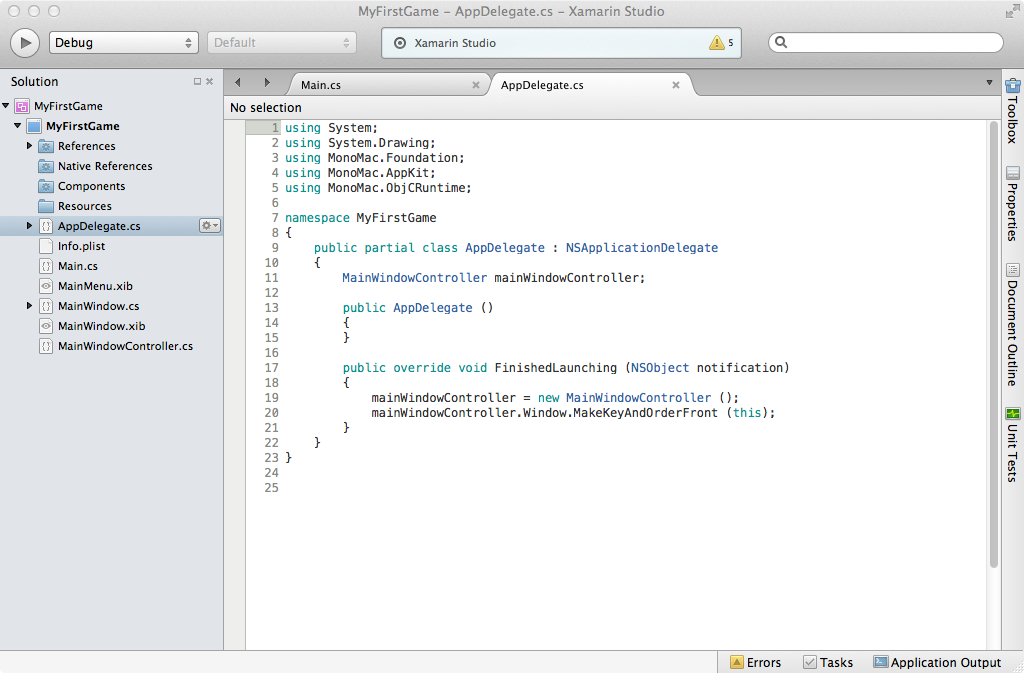 MyFirstGame – AppDelegate.cs – Xamarin Studio
Debug
Default
Xamarin Studio
5
Solution
MyFirstGame
MyFirstGame
References
Native References
Components
Resources
AppDelegate.cs
Info.plist
Main.cs
MainMenu.xib
MainWindow.cs
MainWindow.xib
MainWindowController.cs
Main.cs
AppDelegate.cs
No selection
1 using System;
2 using System.Drawing;
3 using MonoMac.Foundation;
4 using MonoMac.AppKit;
5 using MonoMac.ObjCRuntime;
6
7 namespace MyFirstGame
8 {
9     public partial class AppDelegate : NSApplicationDelegate
10     {
11         MainWindowController mainWindowController;
12
13         public AppDelegate ()
14         {
15         }
16
17         public override void FinishedLaunching (NSObject notification)
18         {
19             mainWindowController = new MainWindowController ();
20             mainWindowController.Window.MakeKeyAndOrderFront (this);
21         }
22     }
23 }
24
25
Toolbox
Properties
Document Outline
Unit Tests
Errors
Tasks
Application Output